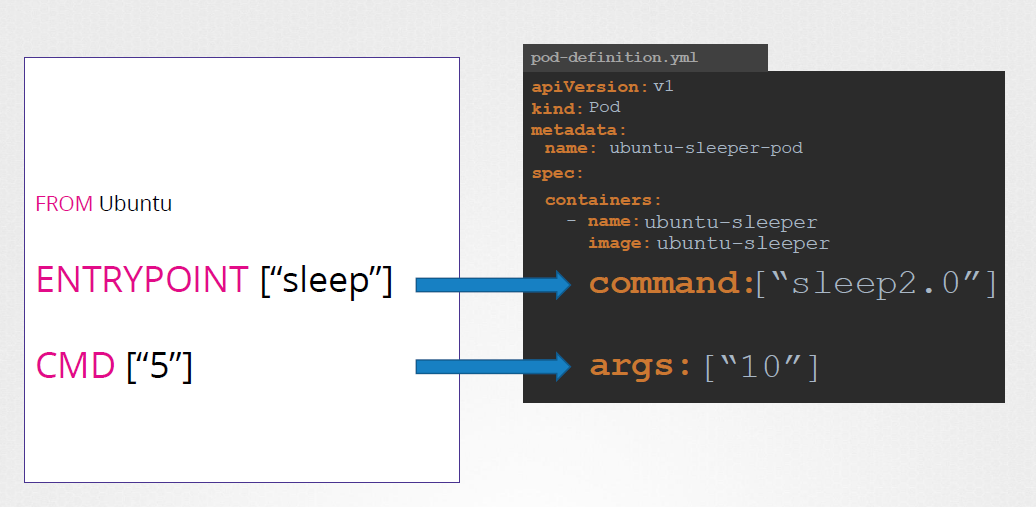 FROM Ubuntu
ENTRYPOINT [“sleep”]
CMD [“5”]
pod-definition.yml
apiVersion: v1
kind: Pod
metadata:
name: ubuntu-sleeper-pod
spec:
containers:
- name: ubuntu-sleeper
image: ubuntu-sleeper
command:[“sleep2.0”]
args: [“10”]